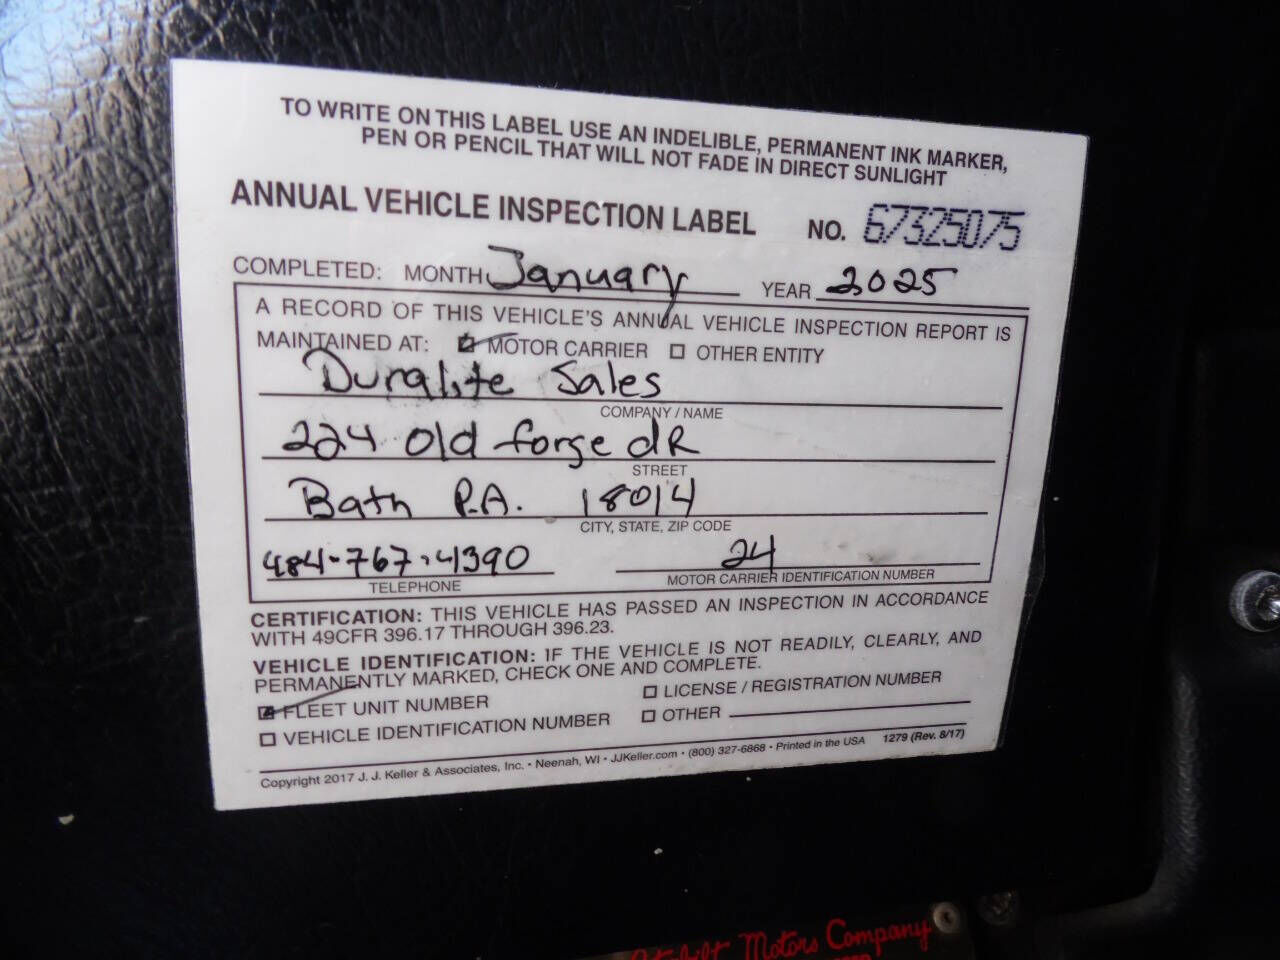 TO WRITE ON THIS LABEL USE AN INDELIBLE, PERMANENT INK MARKER,
PEN OR PENCIL THAT WILL NOT FADE IN DIRECT SUNLIGHT
ANNUAL VEHICLE INSPECTION LABEL NO. 67325075
COMPLETED: MONTH January YEAR 2025
A RECORD OF THIS VEHICLE'S ANNUAL VEHICLE INSPECTION REPORT IS
MAINTAINED AT: MOTOR CARRIER OTHER ENTITY
Duralite Sales
COMPANY / NAME
224 old forge dR
STREET
Bath P.A. 18014
CITY, STATE, ZIP CODE
484-767-4390 24
TELEPHONE MOTOR CARRIER IDENTIFICATION NUMBER
CERTIFICATION: THIS VEHICLE HAS PASSED AN INSPECTION IN ACCORDANCE
WITH 49CFR 396.17 THROUGH 396.23.
VEHICLE IDENTIFICATION: IF THE VEHICLE IS NOT READILY, CLEARLY, AND
PERMANENTLY MARKED, CHECK ONE AND COMPLETE.
FLEET UNIT NUMBER LICENSE / REGISTRATION NUMBER
VEHICLE IDENTIFICATION NUMBER OTHER
Copyright 2017 J. J. Keller & Associates, Inc. • Neenah, WI • JJKeller.com • (800) 327-6868 • Printed in the USA 1279 (Rev. 8/17)
Peterbilt Motors Company